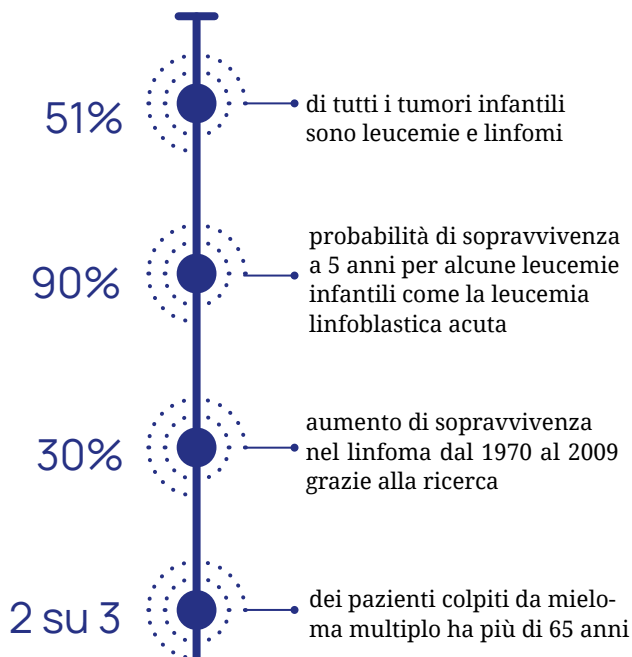 51%
di tutti i tumori infantili
sono leucemie e linfomi
90%
probabilità di sopravvivenza
a 5 anni per alcune leucemie
infantili come la leucemia
linfoblastica acuta
30%
aumento di sopravvivenza
nel linfoma dal 1970 al 2009
grazie alla ricerca
2 su 3
dei pazienti colpiti da mielo-
ma multiplo ha più di 65 anni